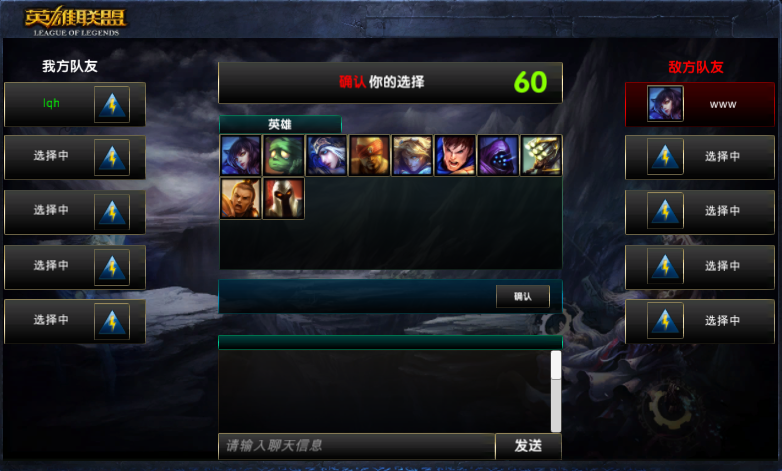 英雄联盟
LEAGUE OF LEGENDS
我方队友
敌方队友
确认你的选择
60
lqh
www
英雄
选择中
选择中
选择中
选择中
选择中
选择中
选择中
选择中
确认
请输入聊天信息
发送